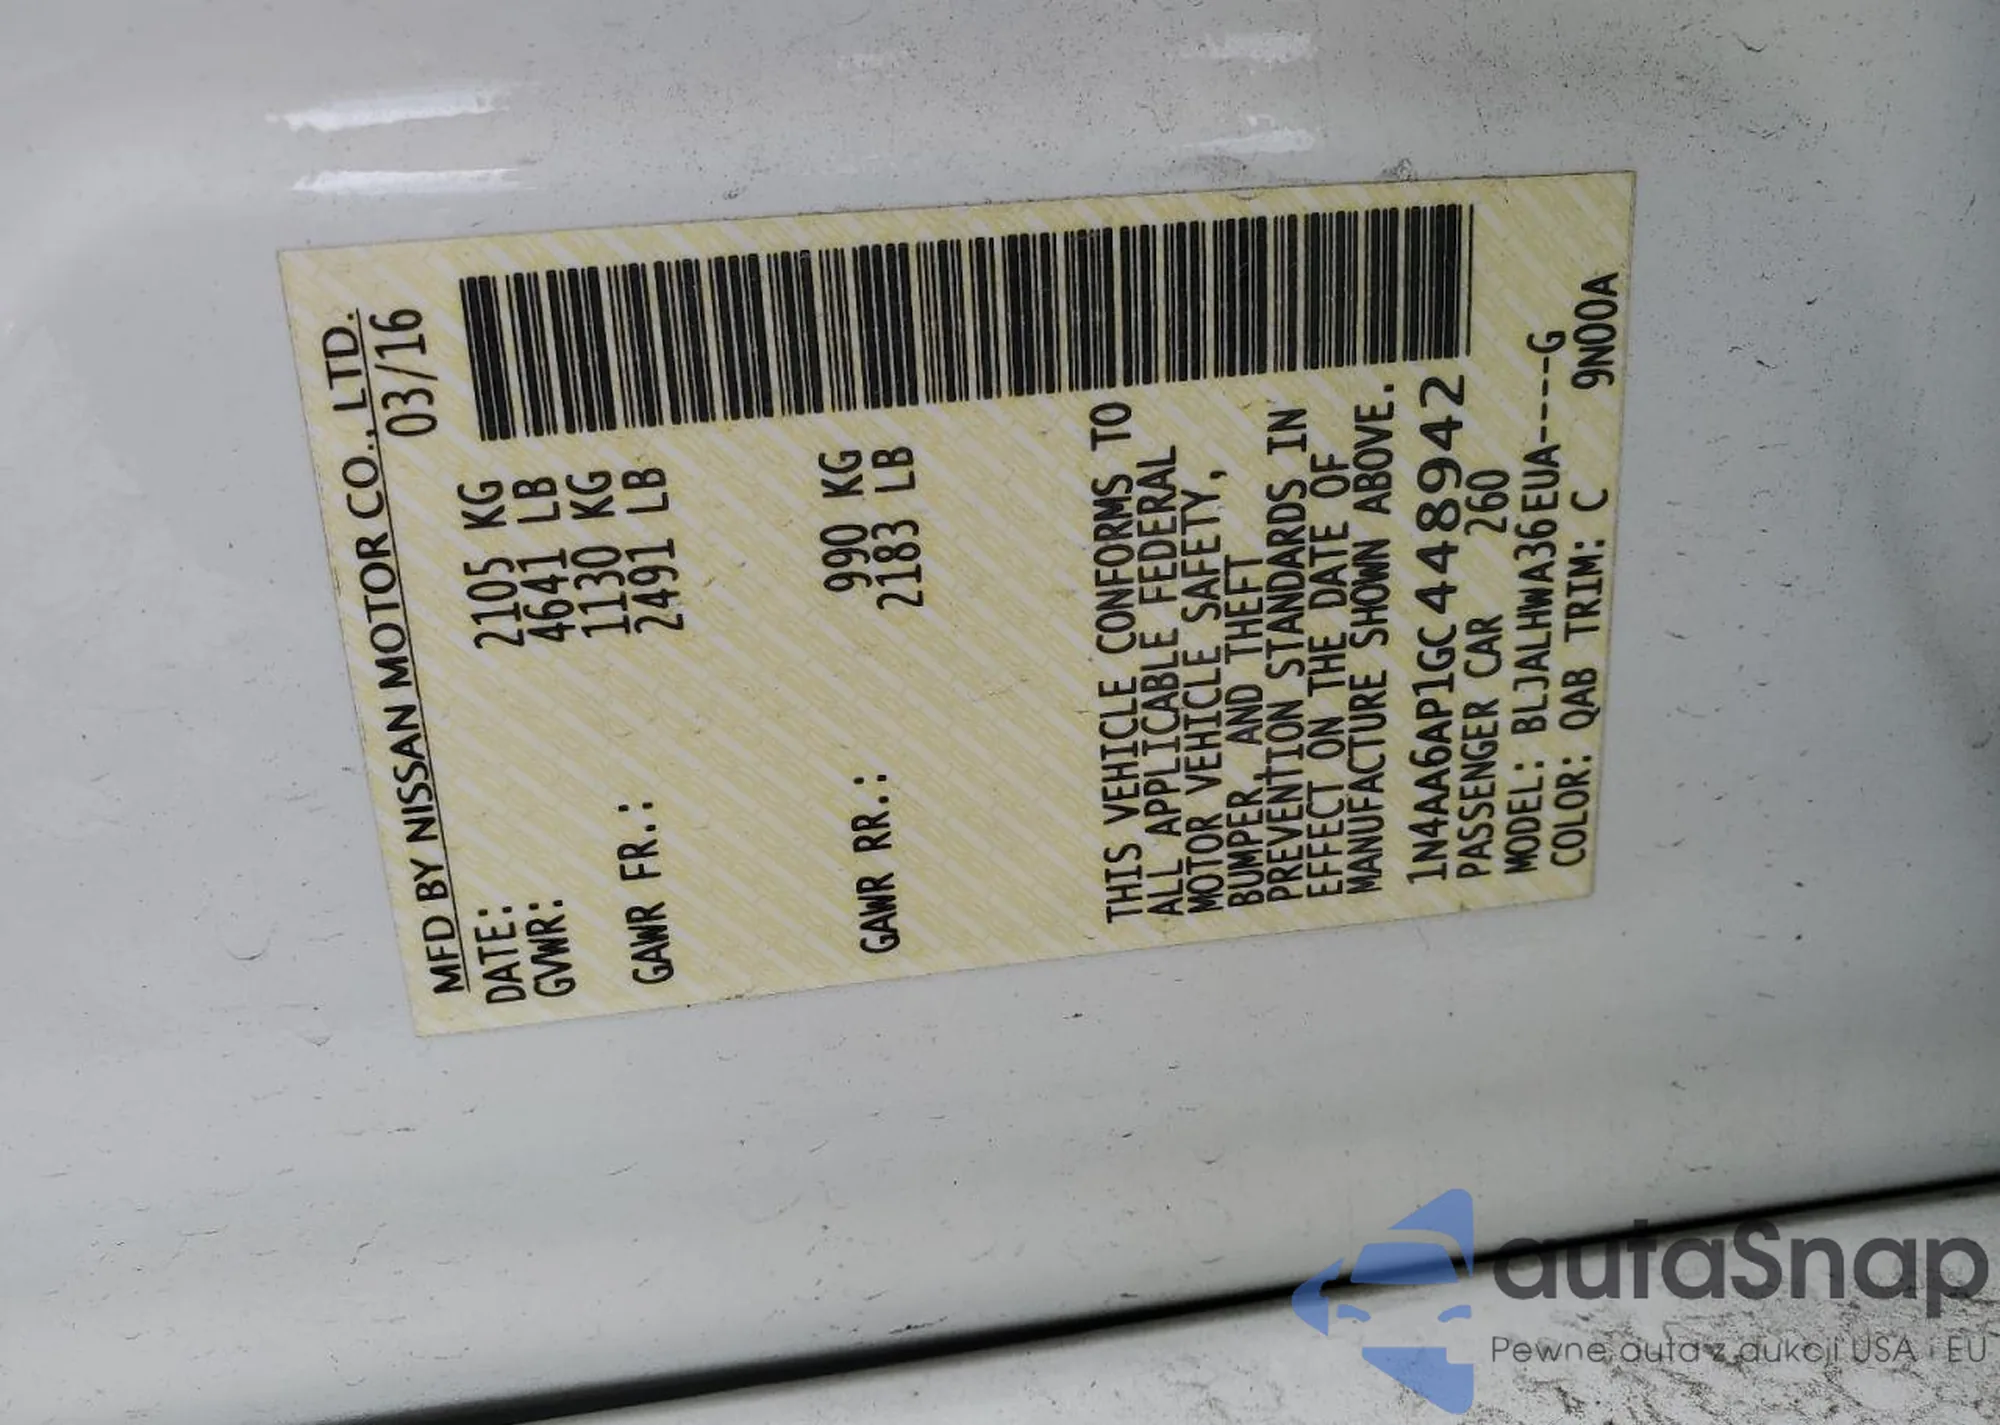 MFD BY NISSAN MOTOR CO., LTD.
DATE: 03/16
GVWR: 2105 KG
4641 LB
GAWR FR.: 1130 KG
2491 LB
GAWR RR.: 990 KG
2183 LB
THIS VEHICLE CONFORMS TO
ALL APPLICABLE FEDERAL
MOTOR VEHICLE SAFETY,
BUMPER, AND THEFT
PREVENTION STANDARDS IN
EFFECT ON THE DATE OF
MANUFACTURE SHOWN ABOVE.
1N4AA6AP1GC448942
PASSENGER CAR 260
MODEL: BLJALHWA36EUA----G
COLOR: QAB TRIM: C 9N00A
autaSnap
Pewne auta z aukcji USA i EU